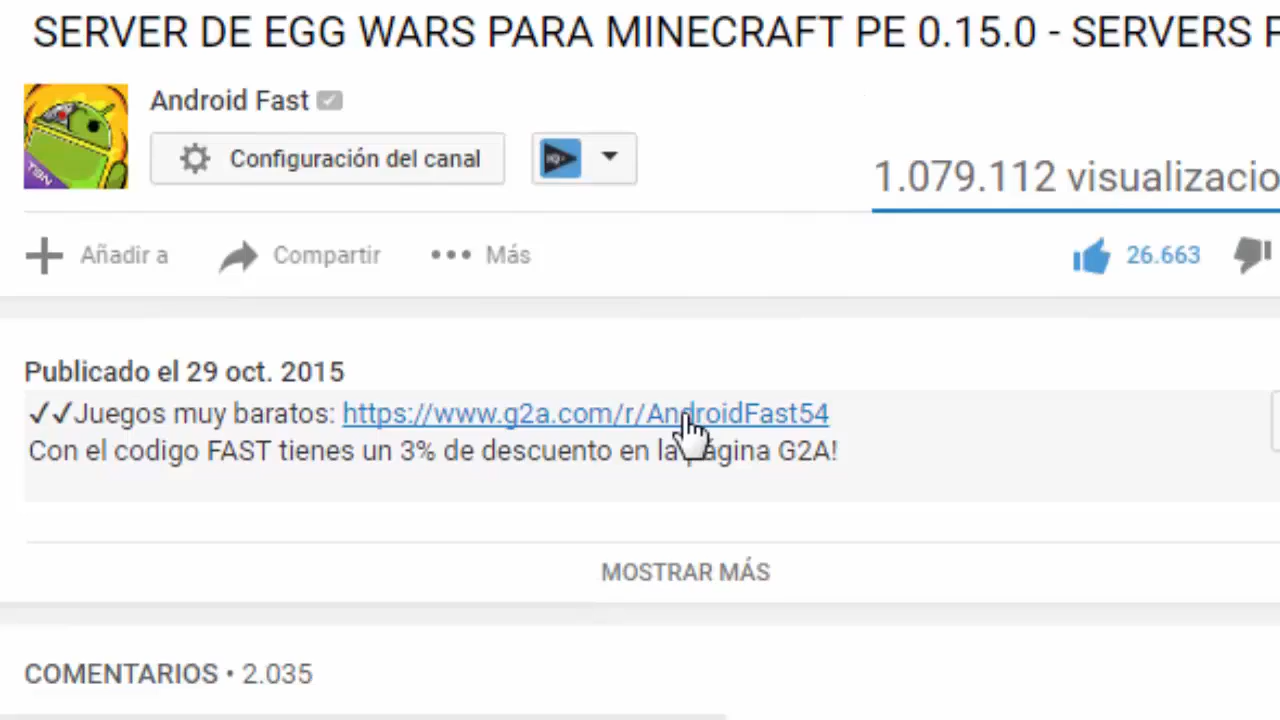 SERVER DE EGG WARS PARA MINECRAFT PE 0.15.0 - SERVERS P
Android Fast
TGN
Configuración del canal
1.079.112 visualizacio
Añadir a
Compartir
Más
26.663
Publicado el 29 oct. 2015
✓✓Juegos muy baratos: https://www.g2a.com/r/AndroidFast54
Con el codigo FAST tienes un 3% de descuento en la página G2A!
MOSTRAR MÁS
COMENTARIOS • 2.035